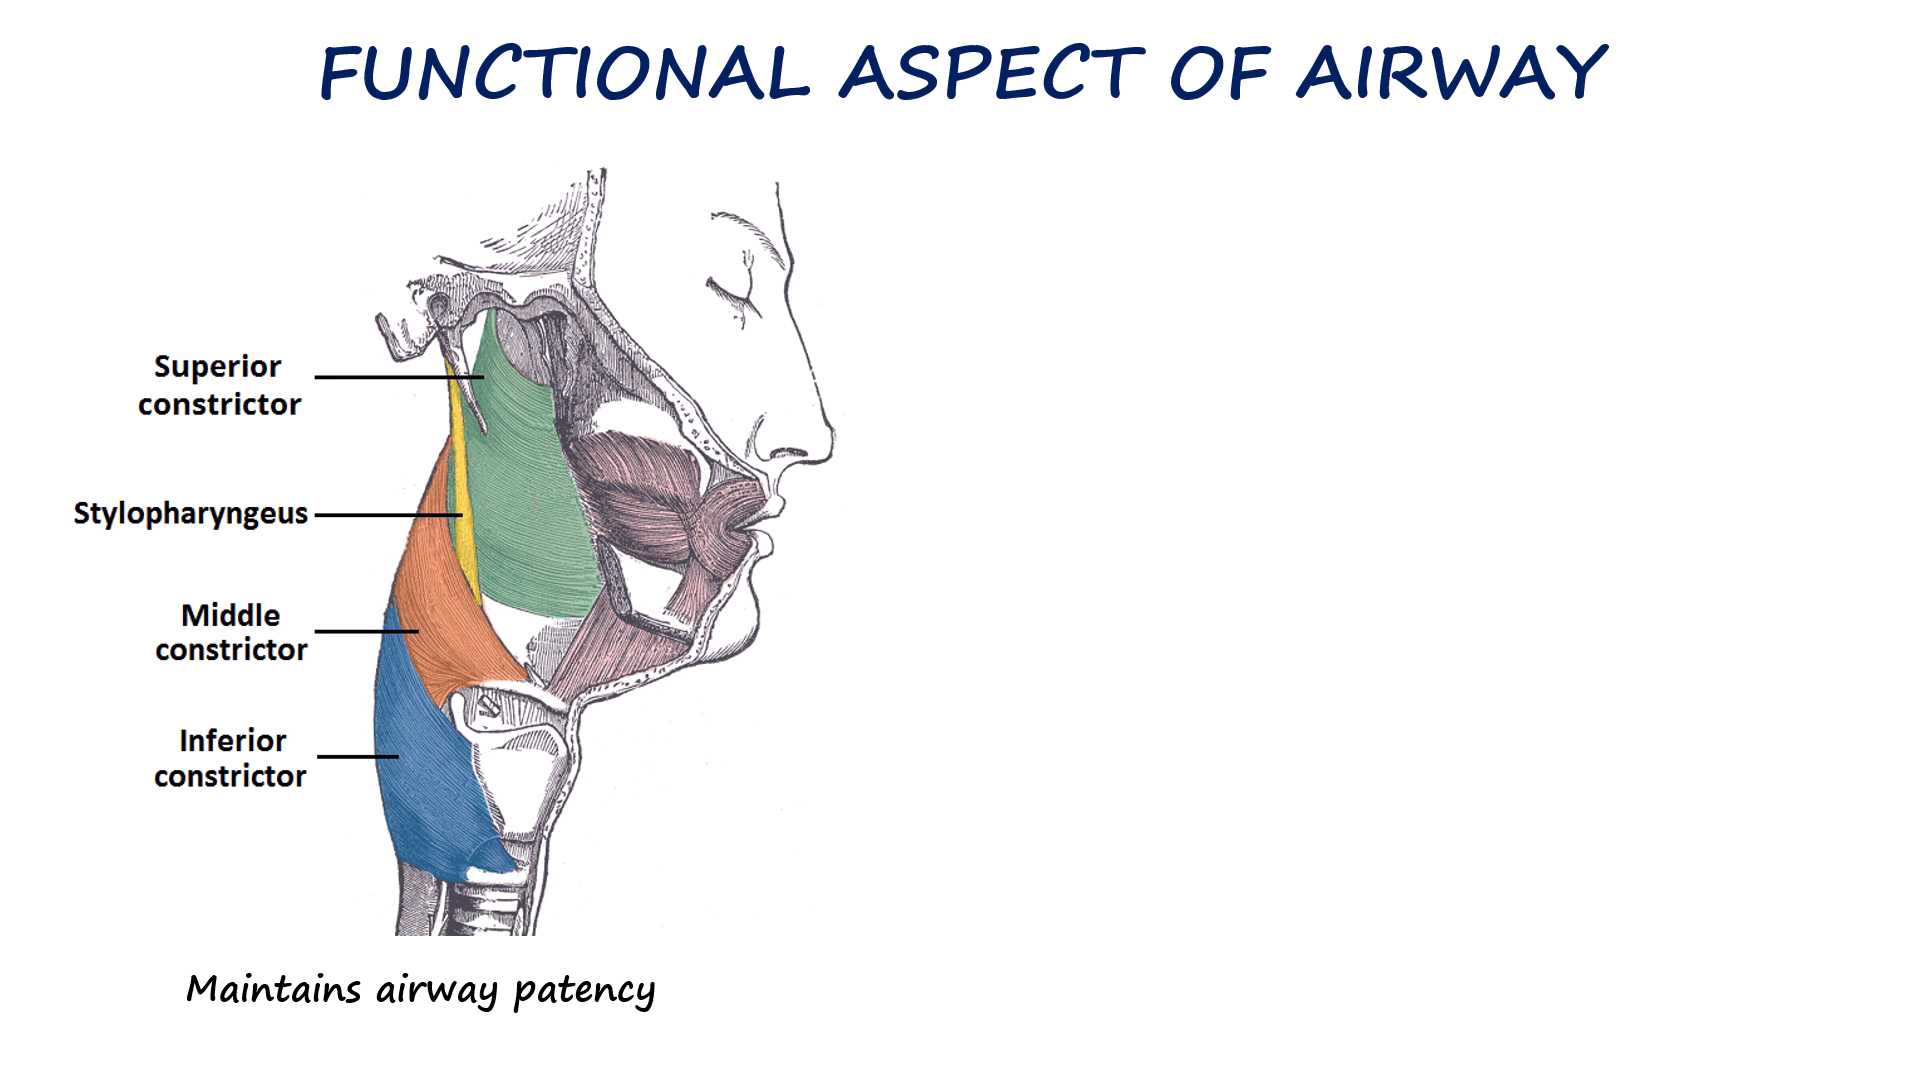 FUNCTIONAL ASPECT OF AIRWAY
Superior
constrictor
Stylopharyngeus
Middle
constrictor
Inferior
constrictor
Maintains airway patency